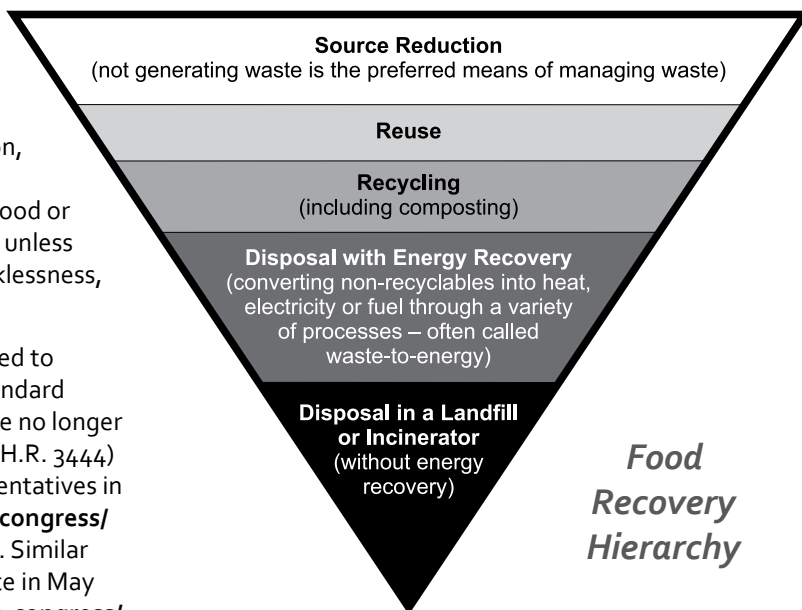 on,
ood or
unless
klessness,
ed to
ndard
e no longer
H.R. 3444)
entatives in
congress/
. Similar
te in May
Source Reduction
(not generating waste is the preferred means of managing waste)
Reuse
Recycling
(including composting)
Disposal with Energy Recovery
(converting non-recyclables into heat,
electricity or fuel through a variety
of processes – often called
waste-to-energy)
Disposal in a Landfill
or Incinerator
(without energy
recovery)
Food
Recovery
Hierarchy